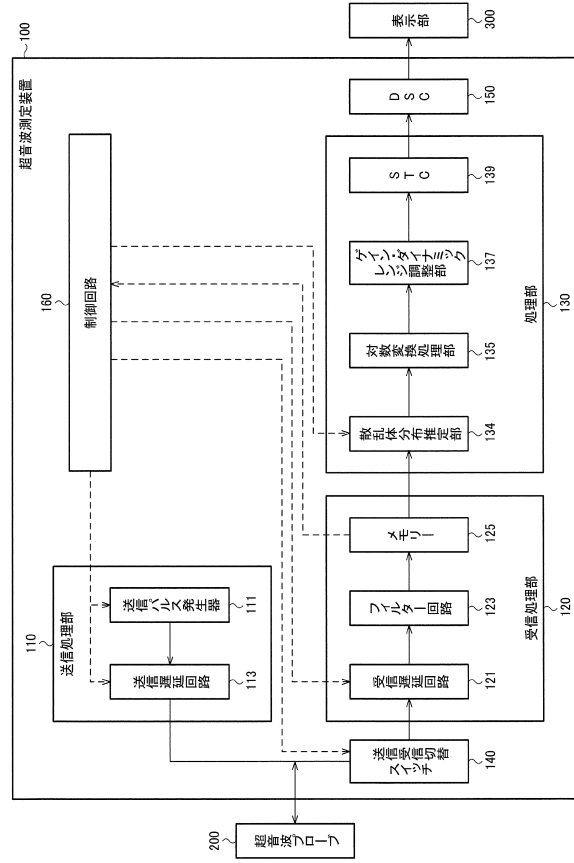 超音波測定装置
100
160
制御回路
110
送信処理部
送信パルス発生器
111
送信遅延回路
113
200
超音波プローブ
送信受信切替
スイッチ
140
受信遅延回路
121
フィルター回路
123
メモリー
125
受信処理部
120
散乱体分布推定部
134
対数変換処理部
135
ゲイン・ダイナミック
レンジ調整部
137
STC
139
処理部
130
DSC
150
表示部
300